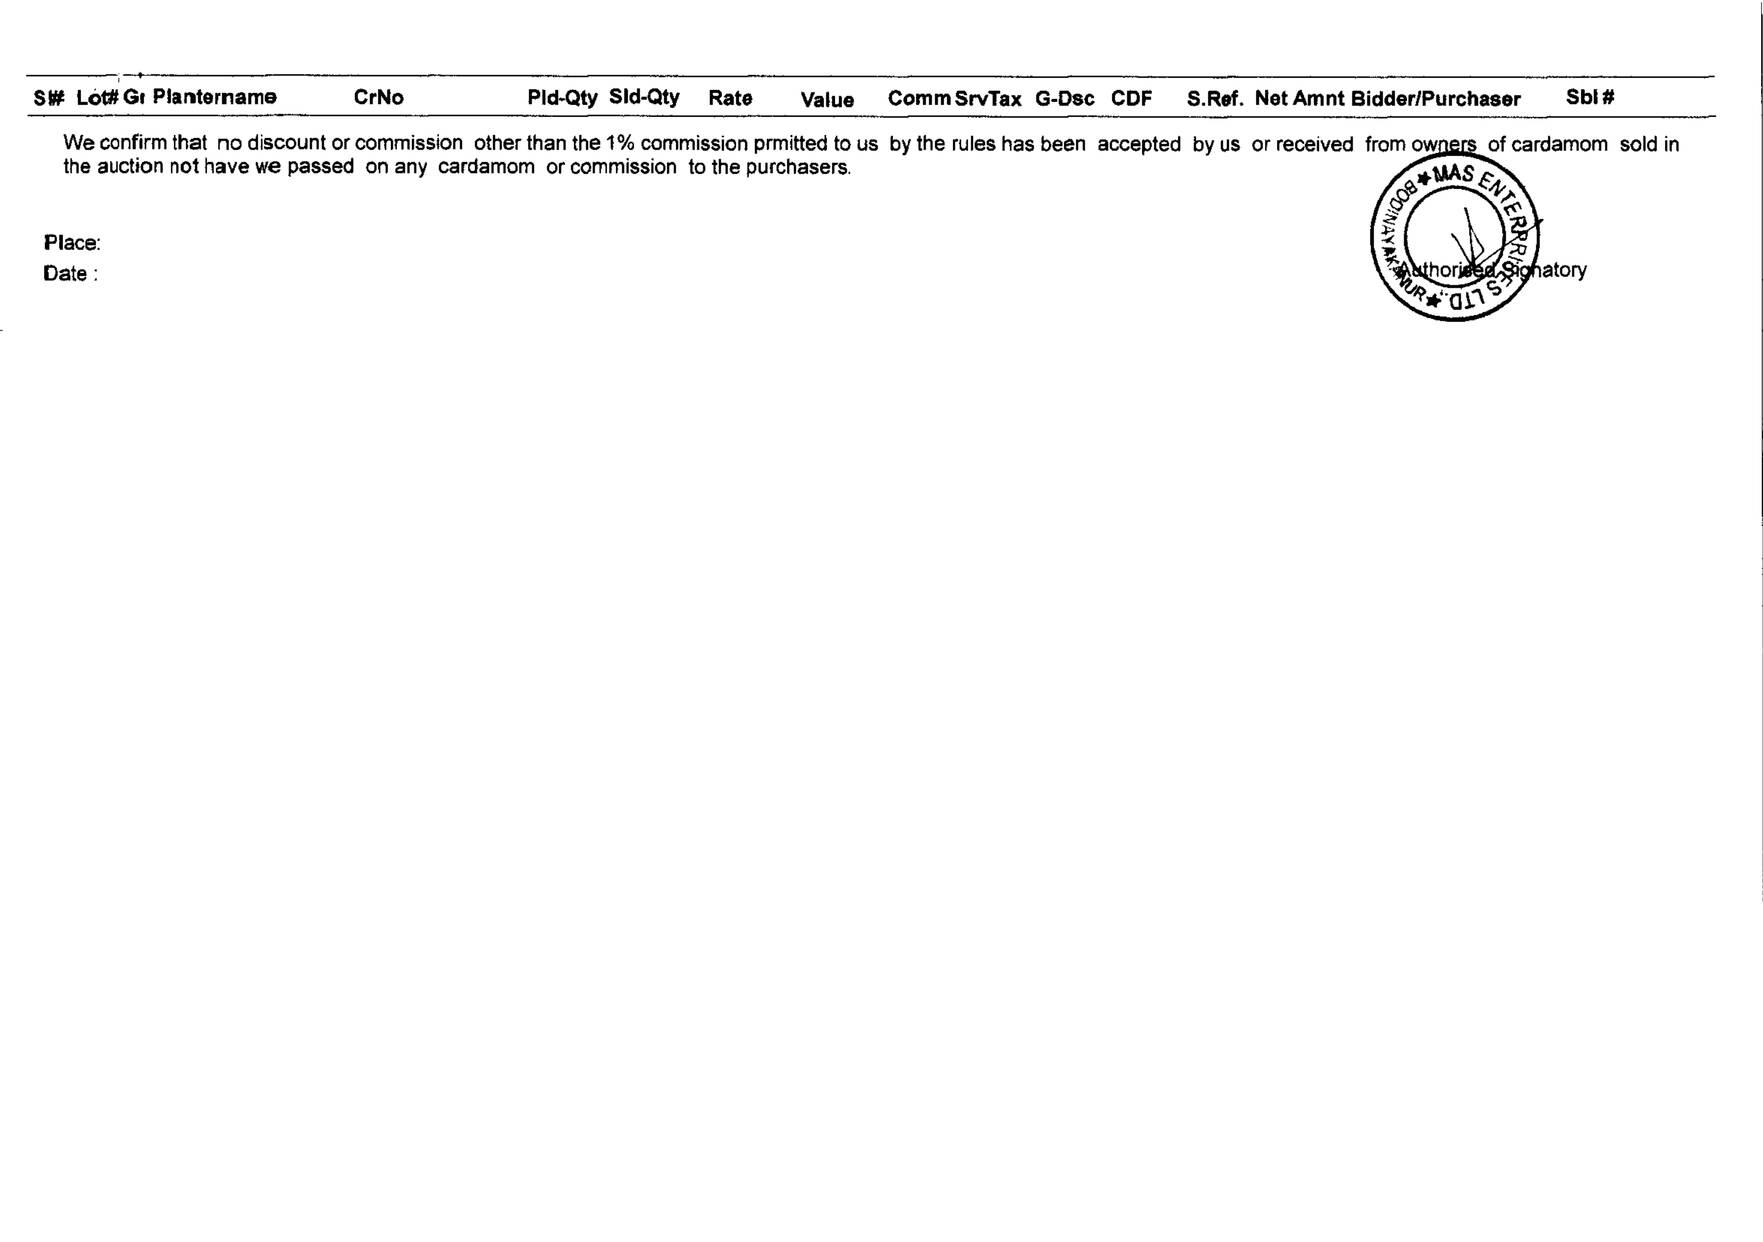 Sl# Lot# Gr Plantername CrNo Pld-Qty Sld-Qty Rate Value Comm SrvTax G-Dsc CDF S.Ref. Net Amnt Bidder/Purchaser Sbl #
We confirm that no discount or commission other than the 1% commission prmitted to us by the rules has been accepted by us or received from owners of cardamom sold in
the auction not have we passed on any cardamom or commission to the purchasers.
MAS ENTERPRISES LTD.,
BODINAYAKANUR
Place:
Date :
Authorised Signatory